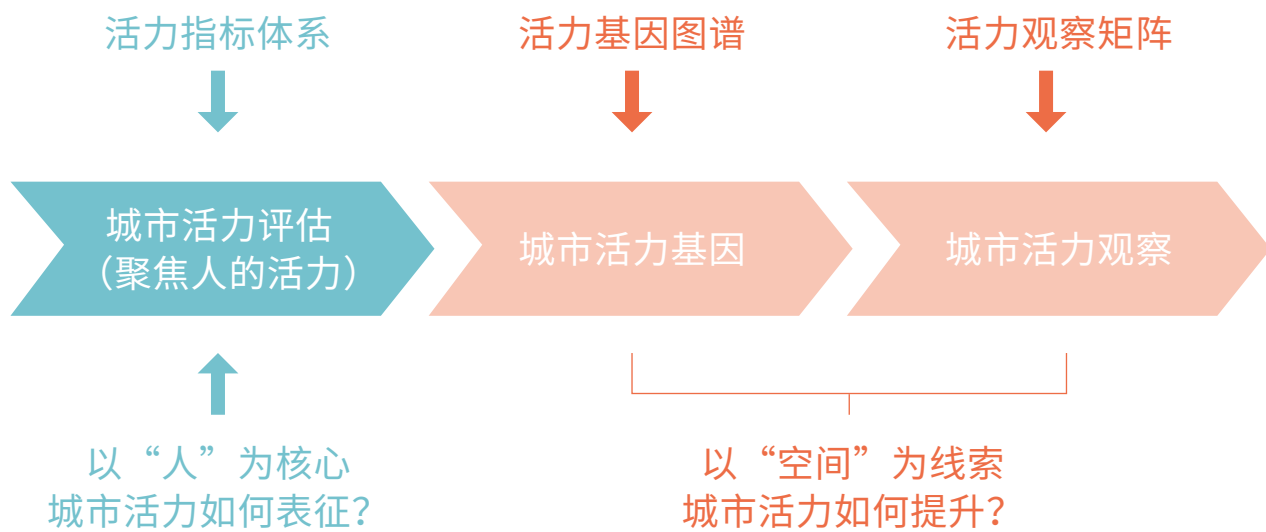 活力指标体系
活力基因图谱
活力观察矩阵
城市活力评估
（聚焦人的活力）
城市活力基因
城市活力观察
以“人”为核心
城市活力如何表征？
以“空间”为线索
城市活力如何提升？